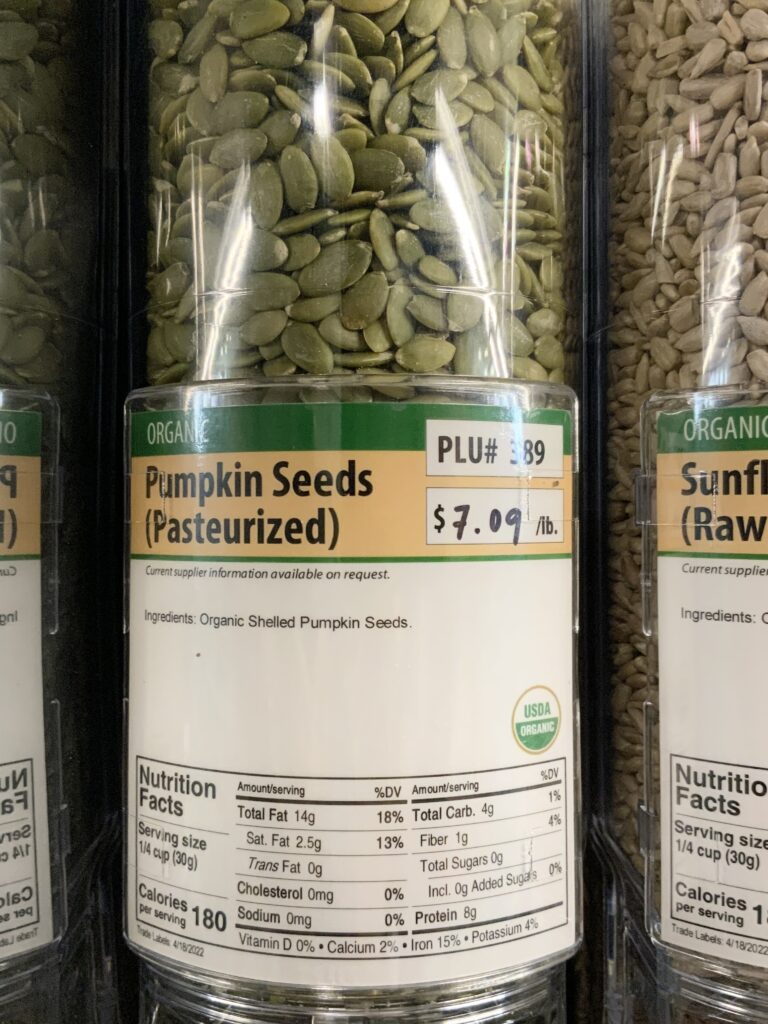 ORGANIC
PLU# 389
Pumpkin Seeds
(Pasteurized)
$7.09 /lb.
Current supplier information available on request.
Ingredients: Organic Shelled Pumpkin Seeds.
USDA
ORGANIC
Nutrition
Facts
Serving size
1/4 cup (30g)
Calories
per serving 180
Trade Labels: 4/18/2022
Amount/serving %DV
Total Fat 14g 18%
Sat. Fat 2.5g 13%
Trans Fat 0g
Cholesterol 0mg 0%
Sodium 0mg 0%
Amount/serving %DV
Total Carb. 4g 1%
Fiber 1g 4%
Total Sugars 0g
Incl. 0g Added Sugars 0%
Protein 8g
Vitamin D 0% • Calcium 2% • Iron 15% • Potassium 4%
ORGANIC
Sunfl
(Raw
Current supplie
Ingredients:
Nutritio
Facts
Serving size
1/4 cup (30g)
Calories
per serving 1
Trade Labels: 4/18/2022